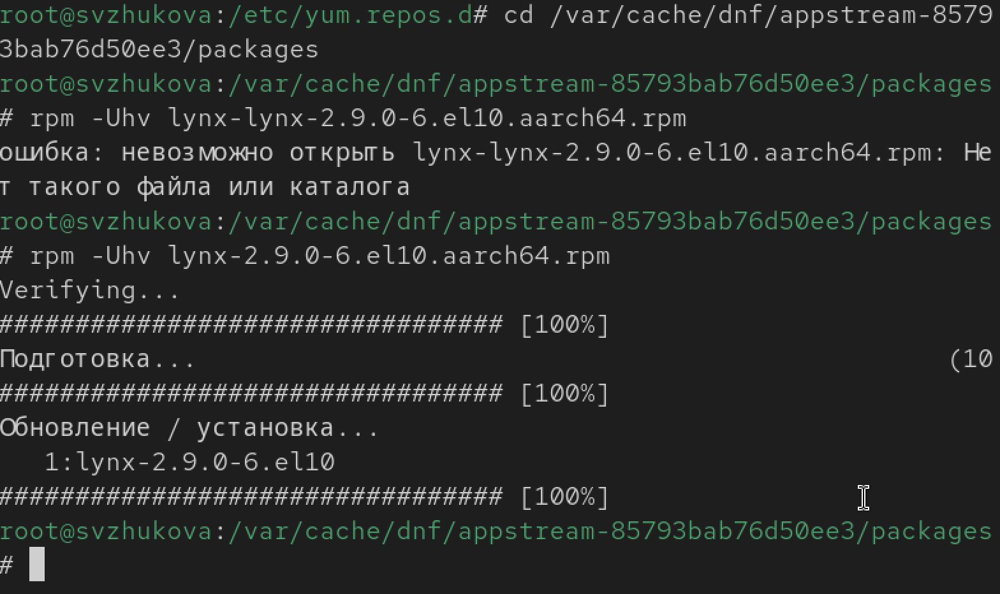 root@svzhukova:/etc/yum.repos.d# cd /var/cache/dnf/appstream-8579
3bab76d50ee3/packages
root@svzhukova:/var/cache/dnf/appstream-85793bab76d50ee3/packages
# rpm -Uhv lynx-lynx-2.9.0-6.el10.aarch64.rpm
ошибка: невозможно открыть lynx-lynx-2.9.0-6.el10.aarch64.rpm: Не
т такого файла или каталога
root@svzhukova:/var/cache/dnf/appstream-85793bab76d50ee3/packages
# rpm -Uhv lynx-2.9.0-6.el10.aarch64.rpm
Verifying...
################################# [100%]
Подготовка... (10
################################# [100%]
Обновление / установка...
   1:lynx-2.9.0-6.el10
################################# [100%]
root@svzhukova:/var/cache/dnf/appstream-85793bab76d50ee3/packages
#